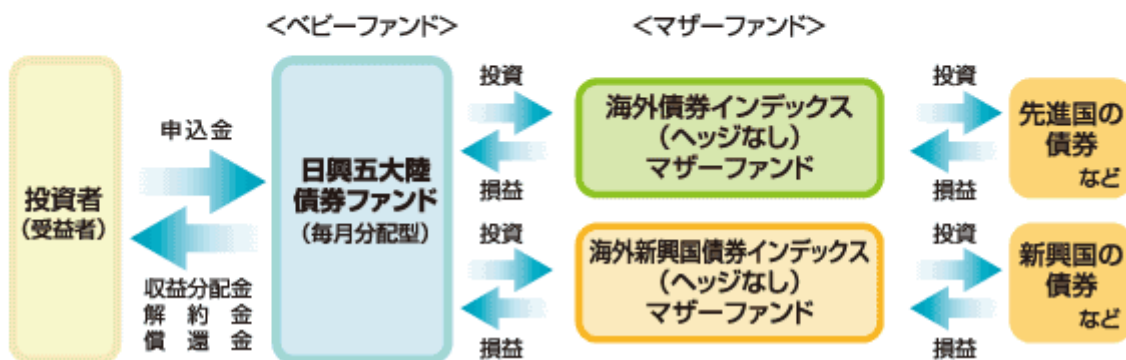 ＜ベビーファンド＞
＜マザーファンド＞
投資者
（受益者）
申込金
収益分配金
解約金
償還金
日興五大陸
債券ファンド
（毎月分配型）
投資
損益
海外債券インデックス
（ヘッジなし）
マザーファンド
投資
損益
先進国の
債券
など
投資
損益
海外新興国債券インデックス
（ヘッジなし）
マザーファンド
投資
損益
新興国の
債券
など